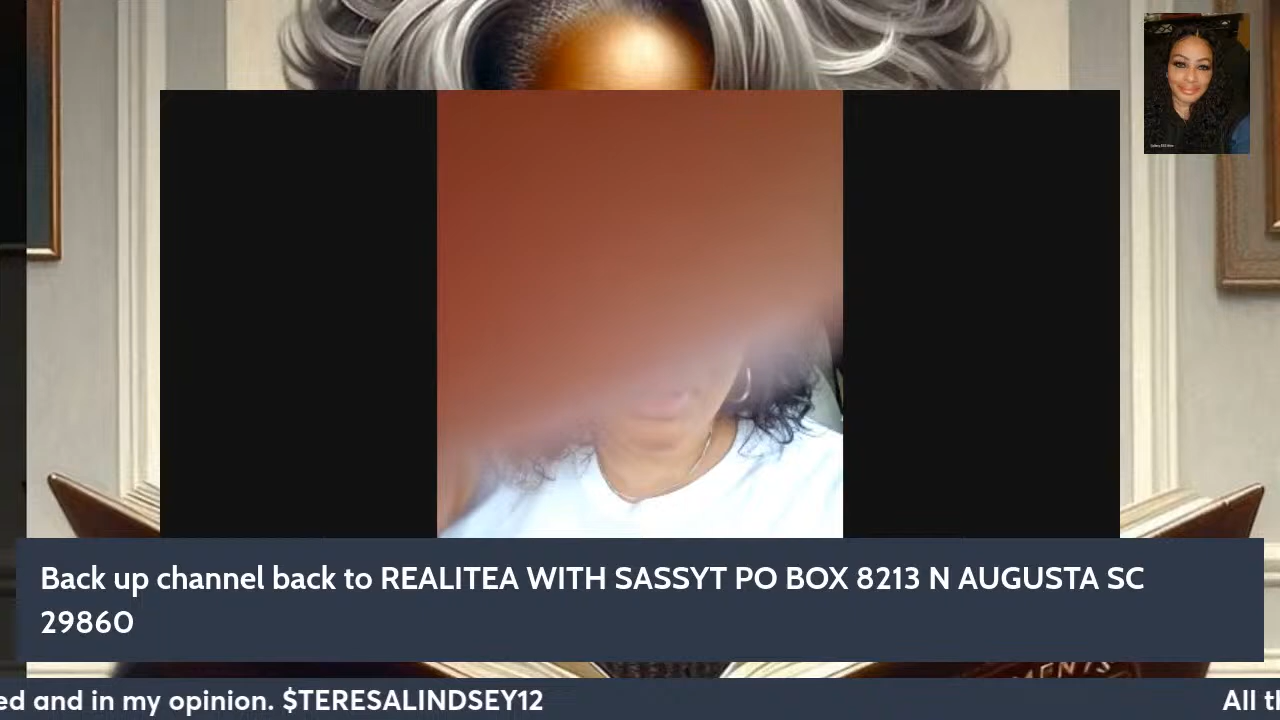 Back up channel back to REALITEA WITH SASSYT PO BOX 8213 N AUGUSTA SC
29860
ed and in my opinion. $TERESALINDSEY12
All th